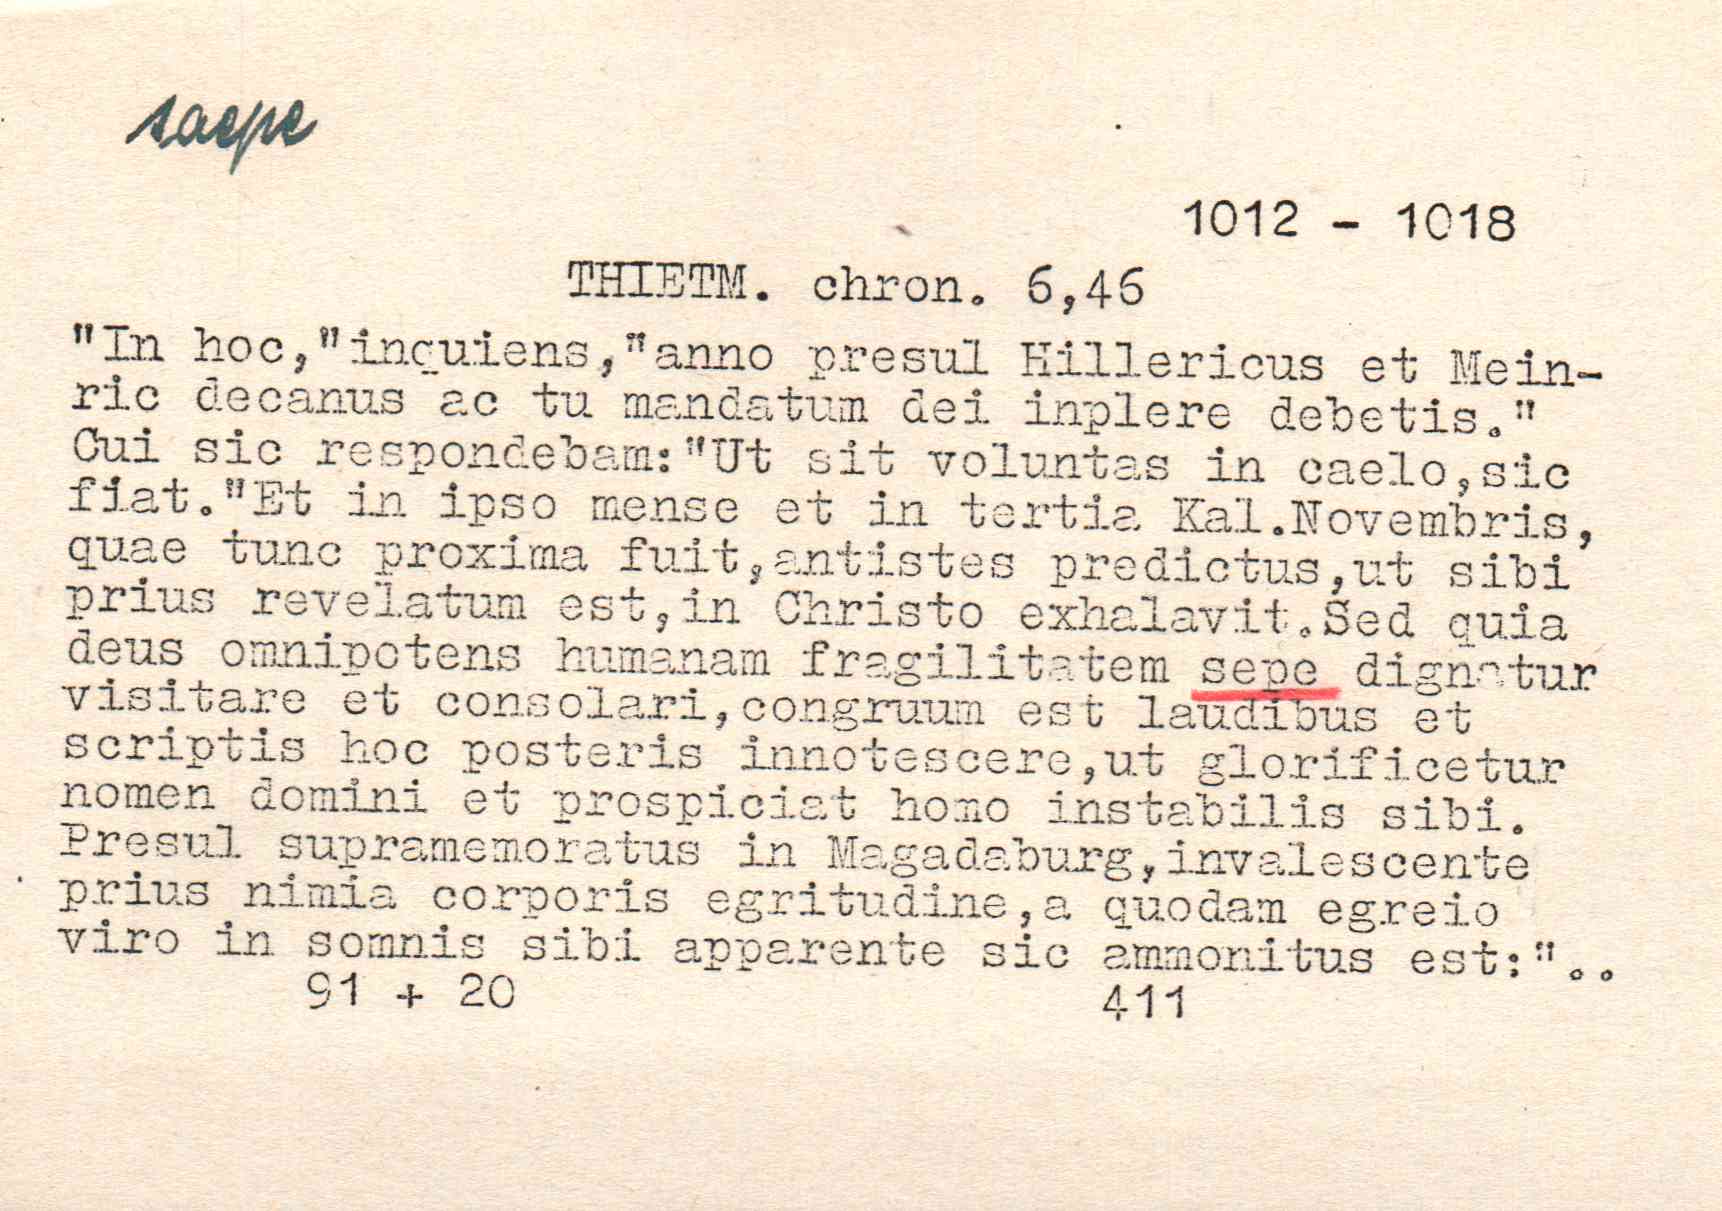 saepe
1012 - 1018
THIETM. chron. 6,46
"In hoc,"inquiens,"anno presul Hillericus et Mein-
ric decanus ac tu mandatum dei inplere debetis."
Cui sic respondebam:"Ut sit voluntas in caelo,sic
fiat."Et in ipso mense et in tertia Kal.Novembris,
quae tunc proxima fuit,antistes predictus,ut sibi
prius revelatum est,in Christo exhalavit.Sed quia
deus omnipotens humanam fragilitatem sepe dignatur
visitare et consolari,congruum est laudibus et
scriptis hoc posteris innotescere,ut glorificetur
nomen domini et prospiciat homo instabilis sibi.
Presul supramemoratus in Magadaburg,invalescente
prius nimia corporis egritudine,a quodam egreio
viro in somnis sibi apparente sic ammonitus est:"..
91 + 20 411